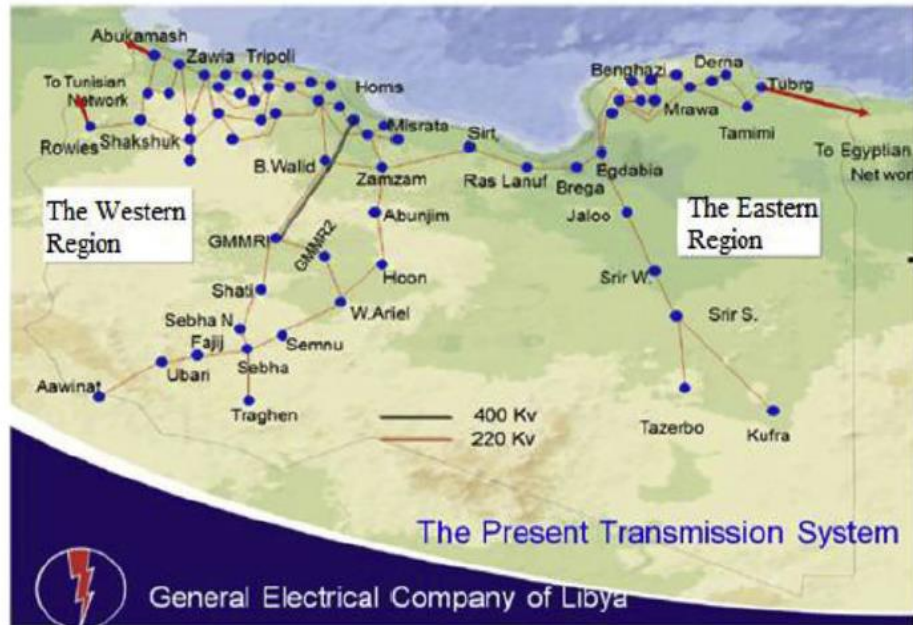 Abukamash
Zawia
Tripoli
To Tunisian
Network
Homs
Rowies
Shakshuk
Misrata
B.Walid
Zamzam
Sirt,
Ras Lanuf
Brega
Egdabia
Benghazi
Derna
Mrawa
Tubrg
Tamimi
To Egyptian
Net wor
The Western
Region
The Eastern
Region
GMMRI
GMMR2
Abunjim
Jaloo
Hoon
Srir W.
Shati
W.Ariel
Srir S.
Sebha N
Fajij
Semnu
Ubari
Sebha
Aawinat
Traghen
Tazerbo
Kufra
400 Kv
220 Kv
The Present Transmission System
General Electrical Company of Libya